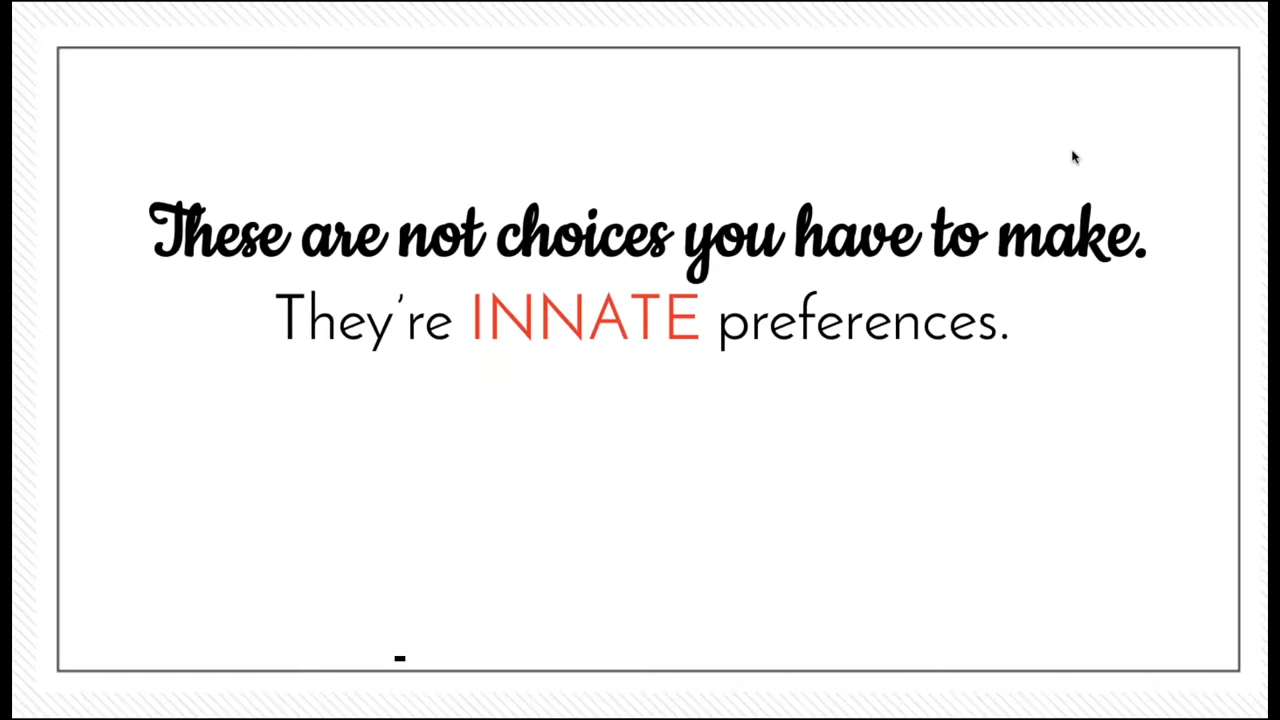 These are not choices you have to make.
They’re INNATE preferences.
-